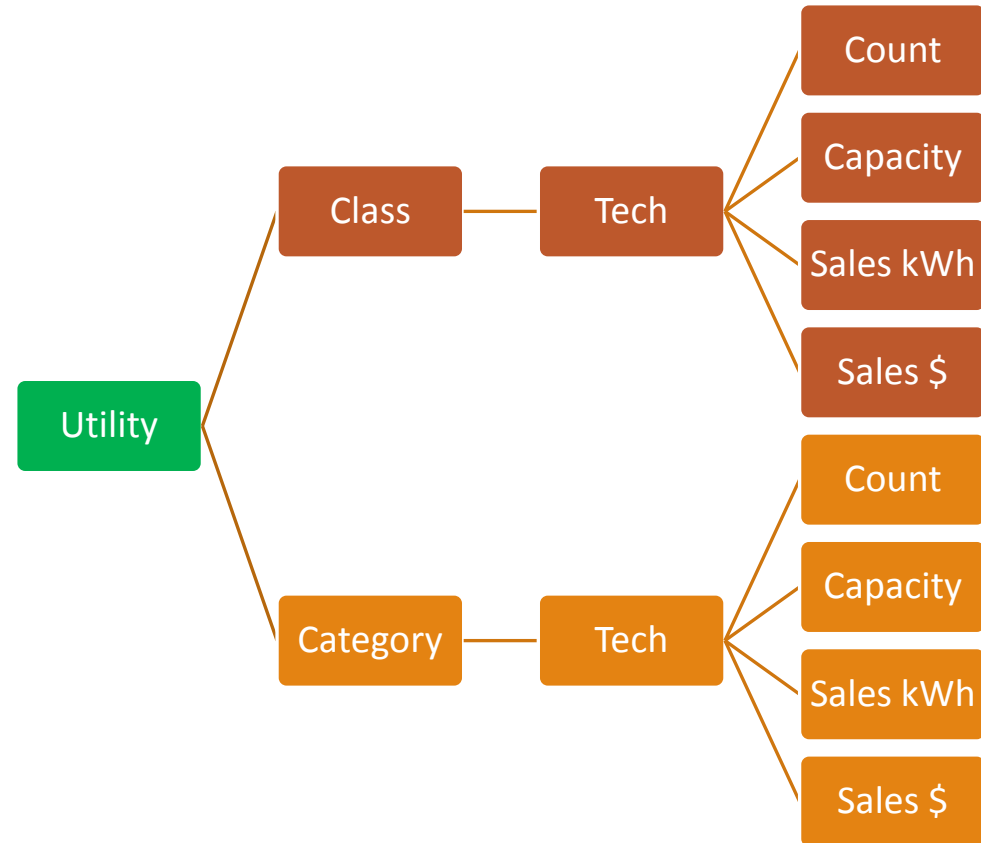 Utility
Class
Tech
Count
Capacity
Sales kWh
Sales $
Category
Tech
Count
Capacity
Sales kWh
Sales $